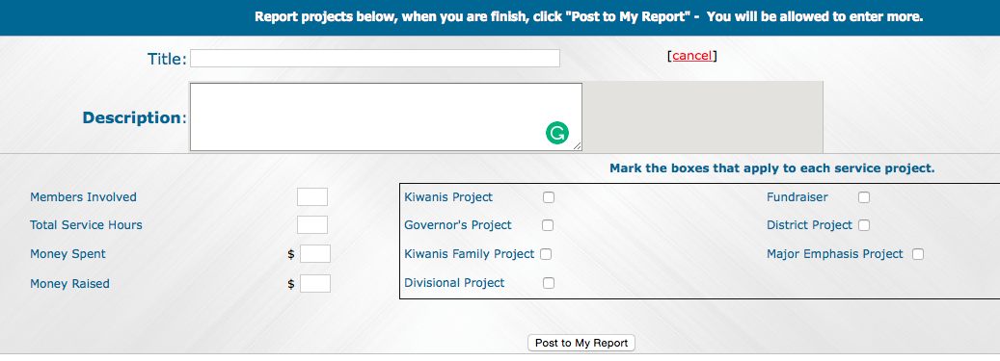 Report projects below, when you are finish, click "Post to My Report" - You will be allowed to enter more.
Title:
[cancel]
Description:
Mark the boxes that apply to each service project.
Members Involved
Kiwanis Project
Fundraiser
Total Service Hours
Governor's Project
District Project
Money Spent $
Kiwanis Family Project
Major Emphasis Project
Money Raised $
Divisional Project
Post to My Report